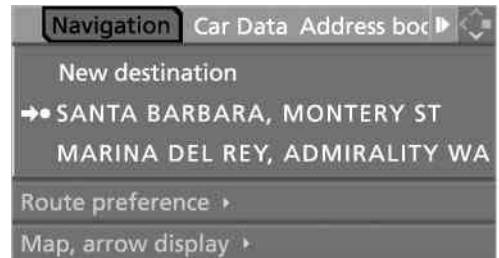 Navigation Car Data Address boo
New destination
SANTA BARBARA, MONTERY ST
MARINA DEL REY, ADMIRALITY WA
Route preference
Map, arrow display